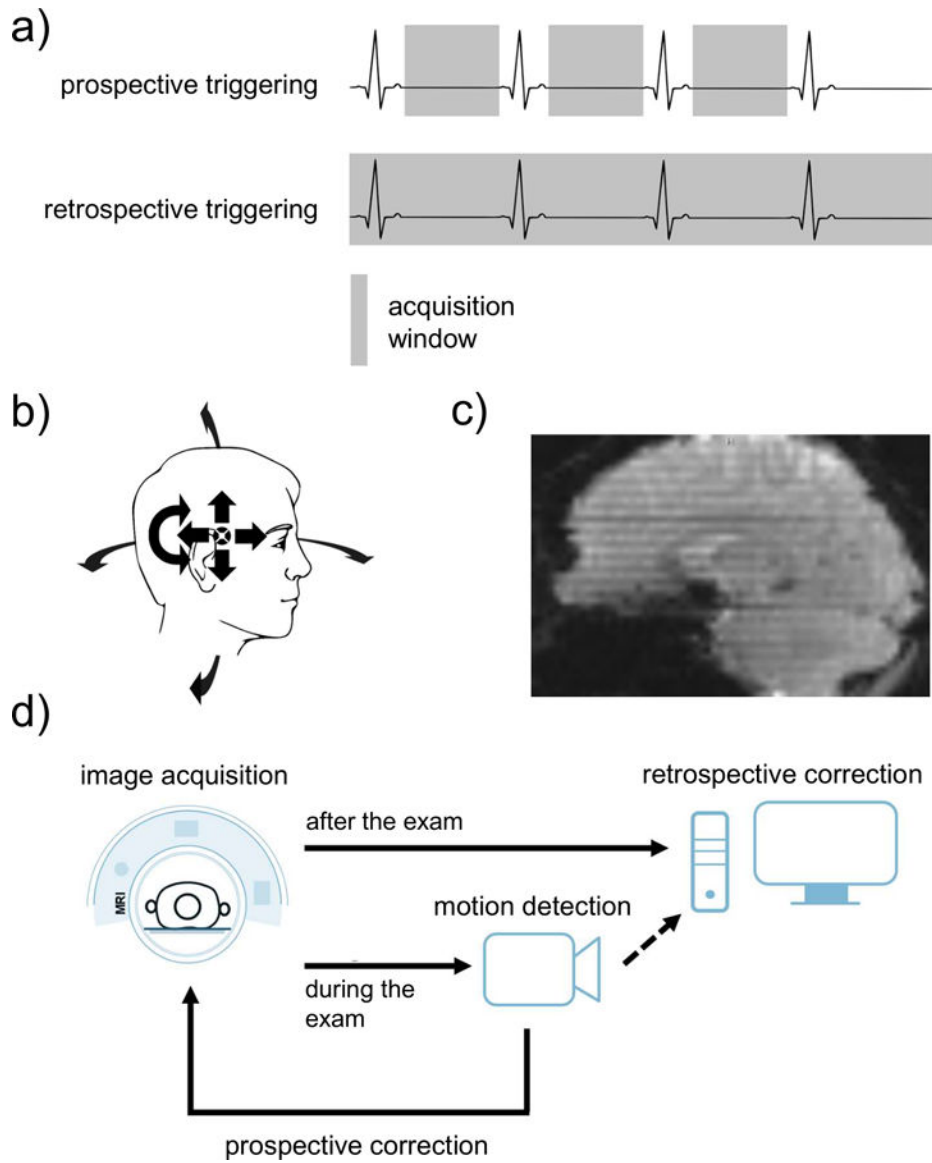 a)
prospective triggering
retrospective triggering
acquisition
window
b)
c)
d)
image acquisition
retrospective correction
after the exam
MRI
motion detection
during the
exam
prospective correction